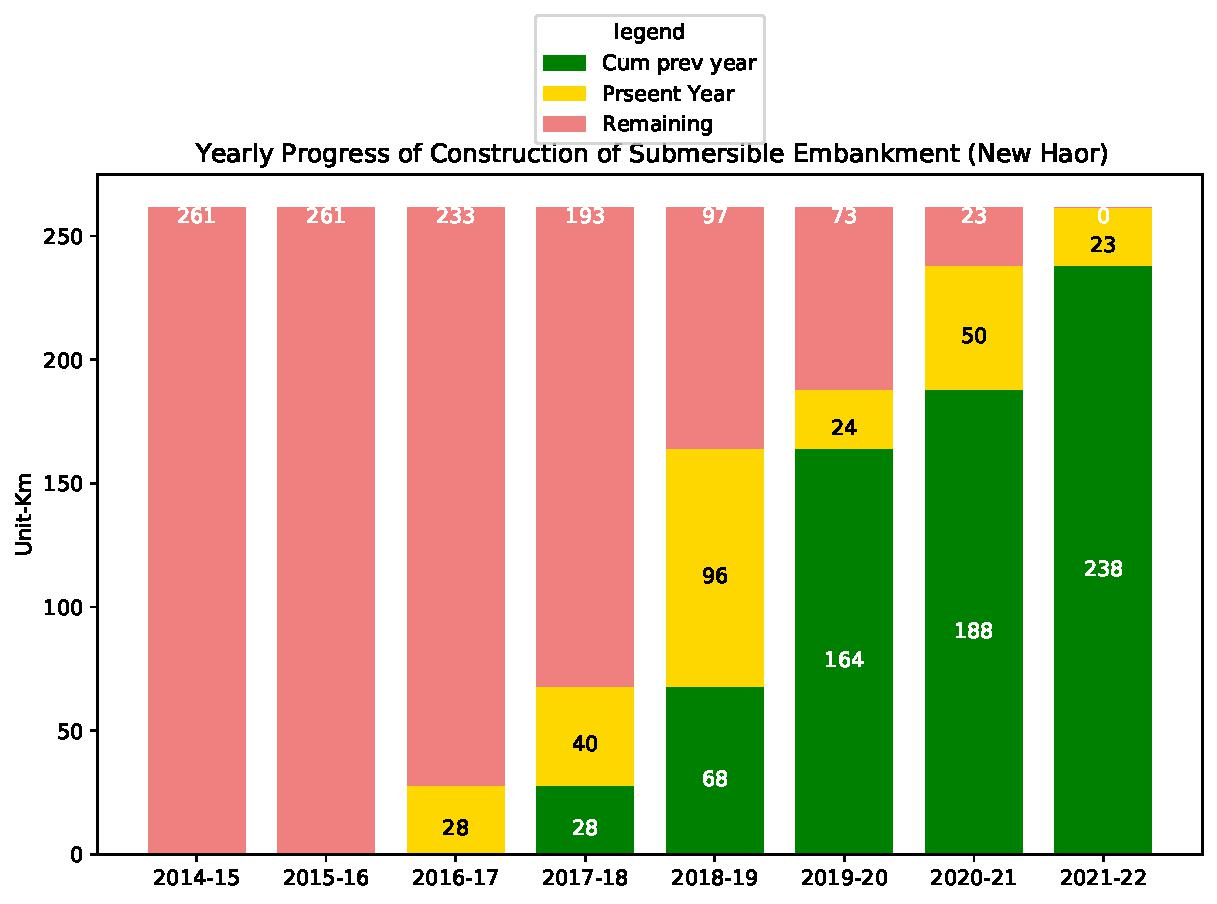 legend
Cum prev year
Prseent Year
Remaining
Yearly Progress of Construction of Submersible Embankment (New Haor)
261 261 233 193 97 73 23 0
23
250
50
200
24
Unit-Km
150
96
238
100
188
164
40
68
50
28 28
0
2014-15 2015-16 2016-17 2017-18 2018-19 2019-20 2020-21 2021-22